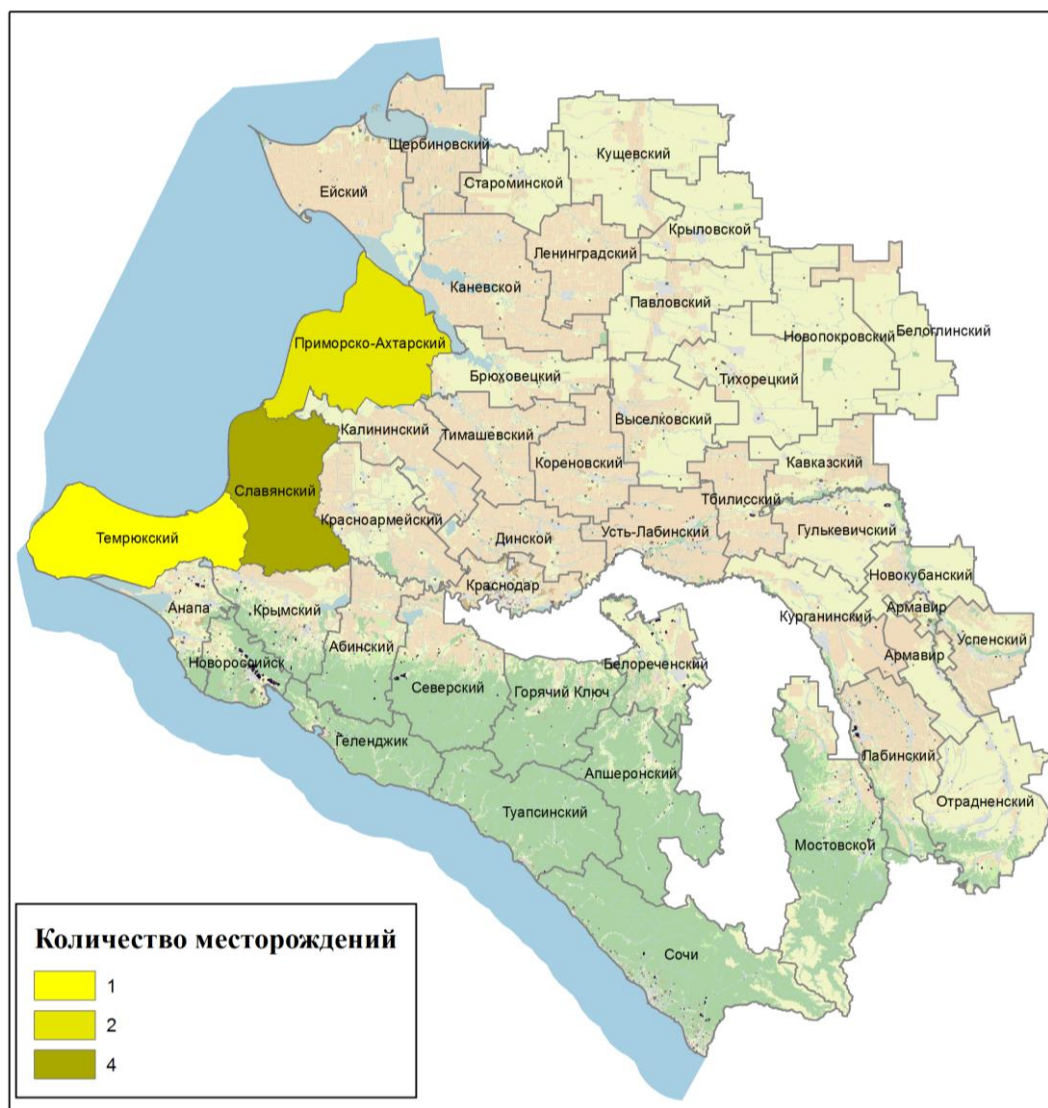 Щербиновский
Кущевский
Староминской
Ейский
Крыловской
Ленинградский
Каневской
Павловский
Новопокровский
Белоглинский
Приморско-Ахтарский
Брюховецкий
Тихорецкий
Выселковский
Калининский
Тимашевский
Кореновский
Кавказский
Славянский
Тбилисский
Красноармейский
Усть-Лабинский
Гулькевичский
Темрюкский
Динской
Новокубанский
Краснодар
Анапа
Крымский
Курганинский
Армавир
Успенский
Абинский
Армавир
Новороссийск
Белореченский
Северский
Горячий Ключ
Геленджик
Лабинский
Апшеронский
Отрадненский
Туапсинский
Мостовской
Сочи
Количество месторождений
1
2
4